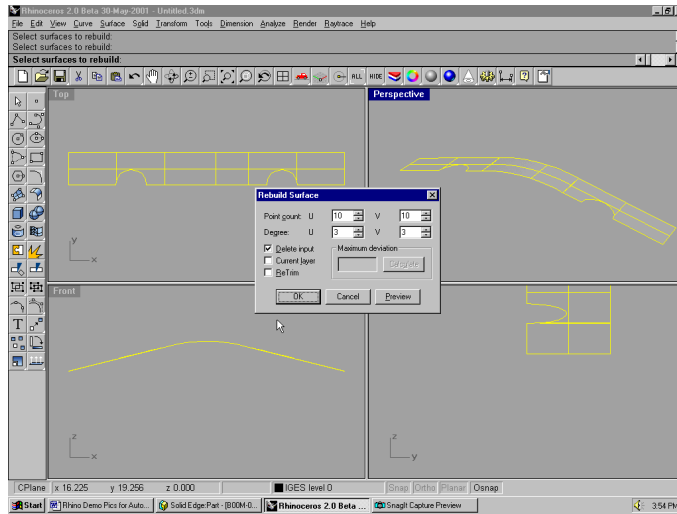 Rhinoceros 2.0 Beta 30-May-2001 - Untitled.3dm
File Edit View Curve Surface Solid Transform Tools Dimension Analyze Render Raytrace Help
Select surfaces to rebuild:
Select surfaces to rebuild:
Select surfaces to rebuild:
ALL HIDE
Top
Perspective
Rebuild Surface
Point count: U 10 V 10
Degree: U 3 V 3
Delete input
Maximum deviation
Current layer
Calculate
ReTrim
OK Cancel Preview
y
x
Front
T
z
x
z
y
CPlane x 16.225 y 19.256 z 0.000 IGES level 0 Snap Ortho Planar Osnap
Start Rhino Demo Pics for Auto... Solid Edge:Part - [BOOM-0... Rhinoceros 2.0 Beta ... SnagIt Capture Preview 3:54 PM